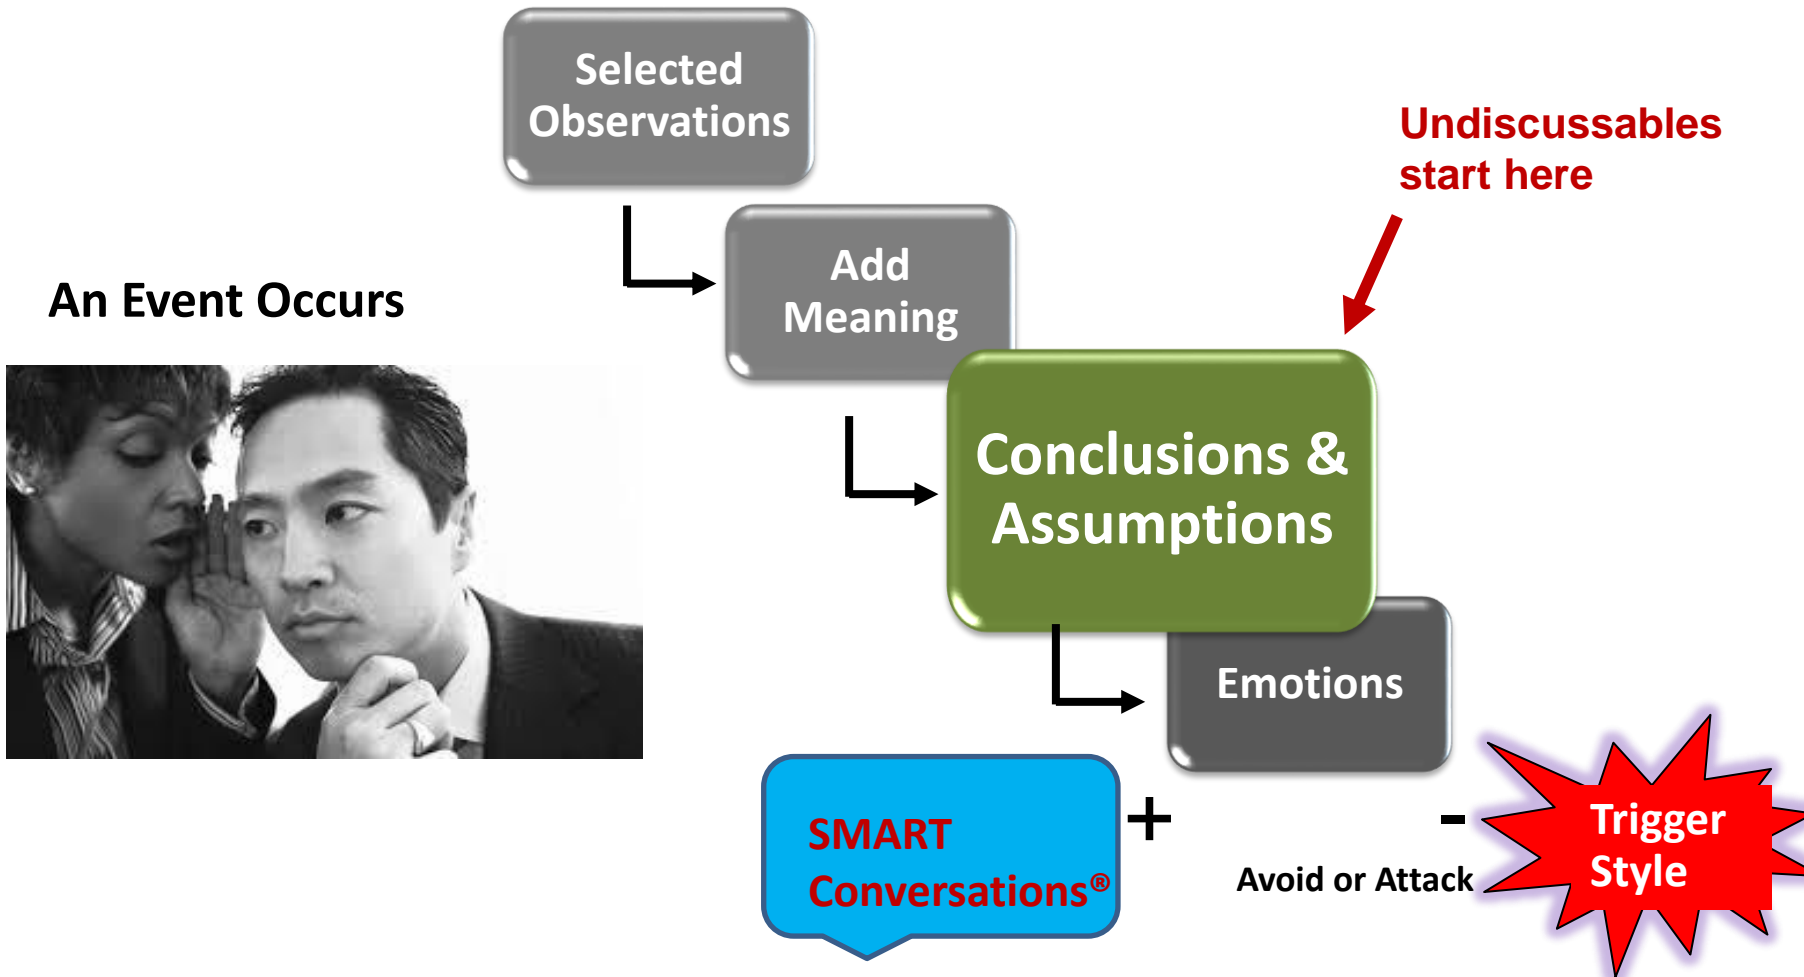 Selected
Observations
Undiscussables
start here
Add
Meaning
An Event Occurs
Conclusions &
Assumptions
Emotions
SMART
Conversations®
+
-
Avoid or Attack
Trigger
Style